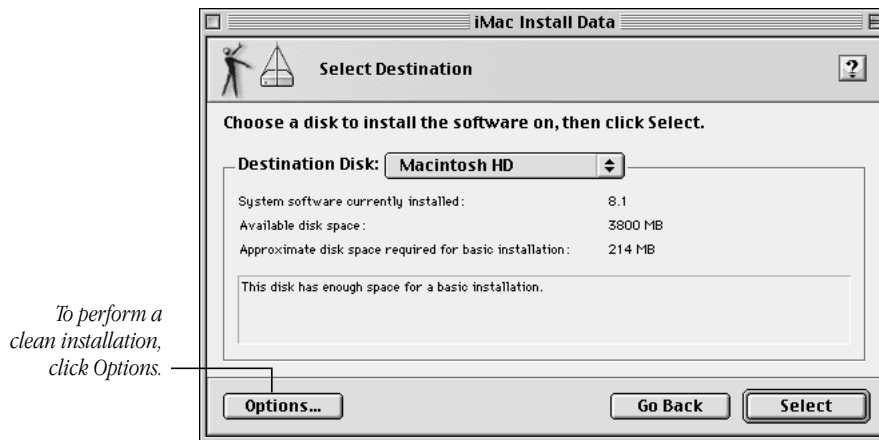 iMac Install Data
Select Destination
?
Choose a disk to install the software on, then click Select.
Destination Disk: Macintosh HD
System software currently installed: 8.1
Available disk space: 3800 MB
Approximate disk space required for basic installation: 214 MB
This disk has enough space for a basic installation.
To perform a
clean installation,
click Options.
Options...
Go Back
Select